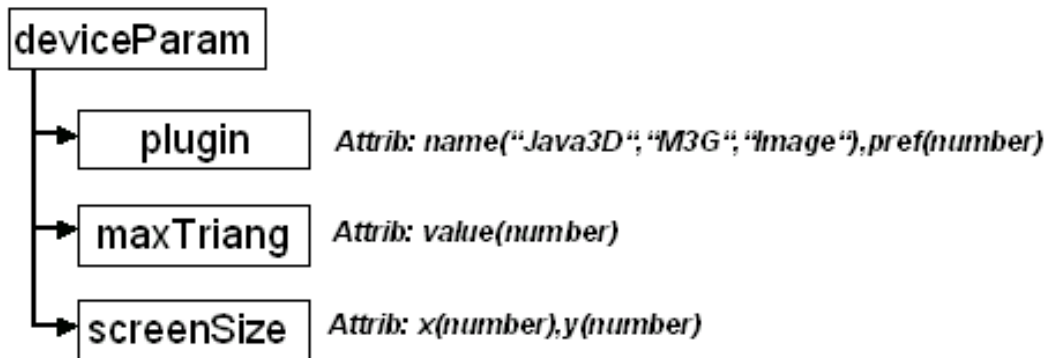 deviceParam
plugin Attrib: name(“Java3D“,“M3G“,“Image“),pref(number)
maxTriang Attrib: value(number)
screenSize Attrib: x(number),y(number)